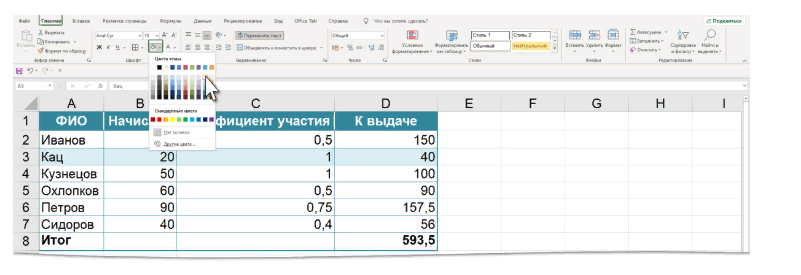 Файл Главная Вставка Разметка страницы Формулы Данные Рецензирование Вид Office Tab Справка Что вы хотите сделать? Поделиться
Вырезать Arial Cyr 10 Переносить текст Общий Стиль 1 Стиль 2 Автосумма
Вставить Копировать Ж К Ч Объединить и поместить в центре % 000 Условное Форматировать Обычный Нейтральный Вставить Удалить Формат Заполнить Сортировка Найти и
Формат по образцу форматирование как таблицу Очистить и фильтр выделить
Буфер обмена Шрифт Выравнивание Число Стили Ячейки Редактирование
Цвета темы
Стандартные цвета
Нет заливки
Другие цвета...
A3 fx Кац
A B C D E F G H I
1 ФИО Начис фициент участия К выдаче
2 Иванов 0,5 150
3 Кац 20 1 40
4 Кузнецов 50 1 100
5 Охлопков 60 0,5 90
6 Петров 90 0,75 157,5
7 Сидоров 40 0,4 56
8 Итог 593,5